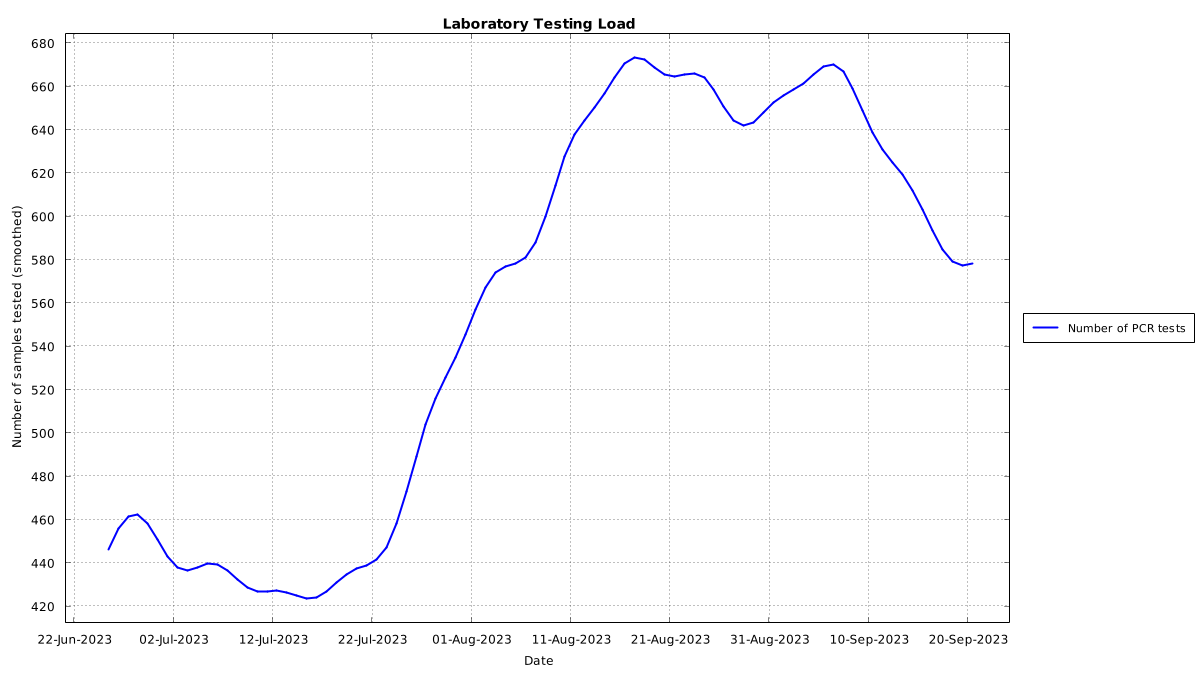 Laboratory Testing Load
Number of samples tested (smoothed)
680
660
640
620
600
580
560
540
520
500
480
460
440
420
22-Jun-2023 02-Jul-2023 12-Jul-2023 22-Jul-2023 01-Aug-2023 11-Aug-2023 21-Aug-2023 31-Aug-2023 10-Sep-2023 20-Sep-2023
Date
Number of PCR tests